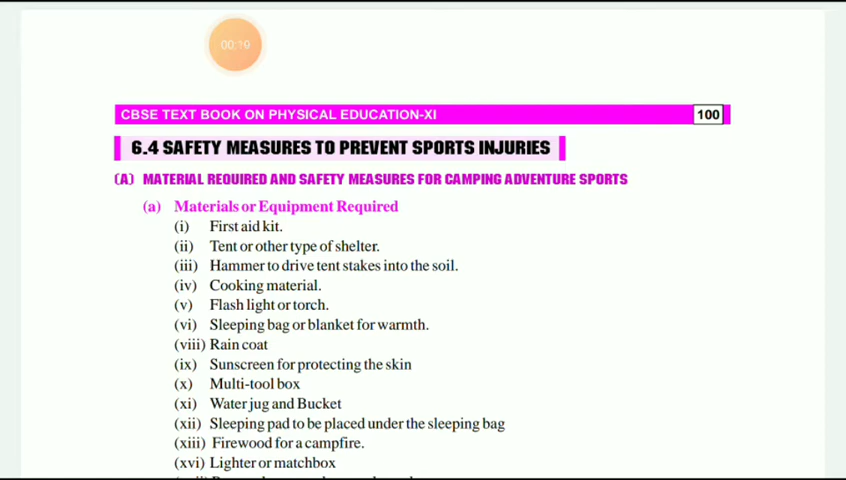 00:19
CBSE TEXT BOOK ON PHYSICAL EDUCATION-XI 100
6.4 SAFETY MEASURES TO PREVENT SPORTS INJURIES
(A) MATERIAL REQUIRED AND SAFETY MEASURES FOR CAMPING ADVENTURE SPORTS
(a) Materials or Equipment Required
(i) First aid kit.
(ii) Tent or other type of shelter.
(iii) Hammer to drive tent stakes into the soil.
(iv) Cooking material.
(v) Flash light or torch.
(vi) Sleeping bag or blanket for warmth.
(viii) Rain coat
(ix) Sunscreen for protecting the skin
(x) Multi-tool box
(xi) Water jug and Bucket
(xii) Sleeping pad to be placed under the sleeping bag
(xiii) Firewood for a campfire.
(xvi) Lighter or matchbox